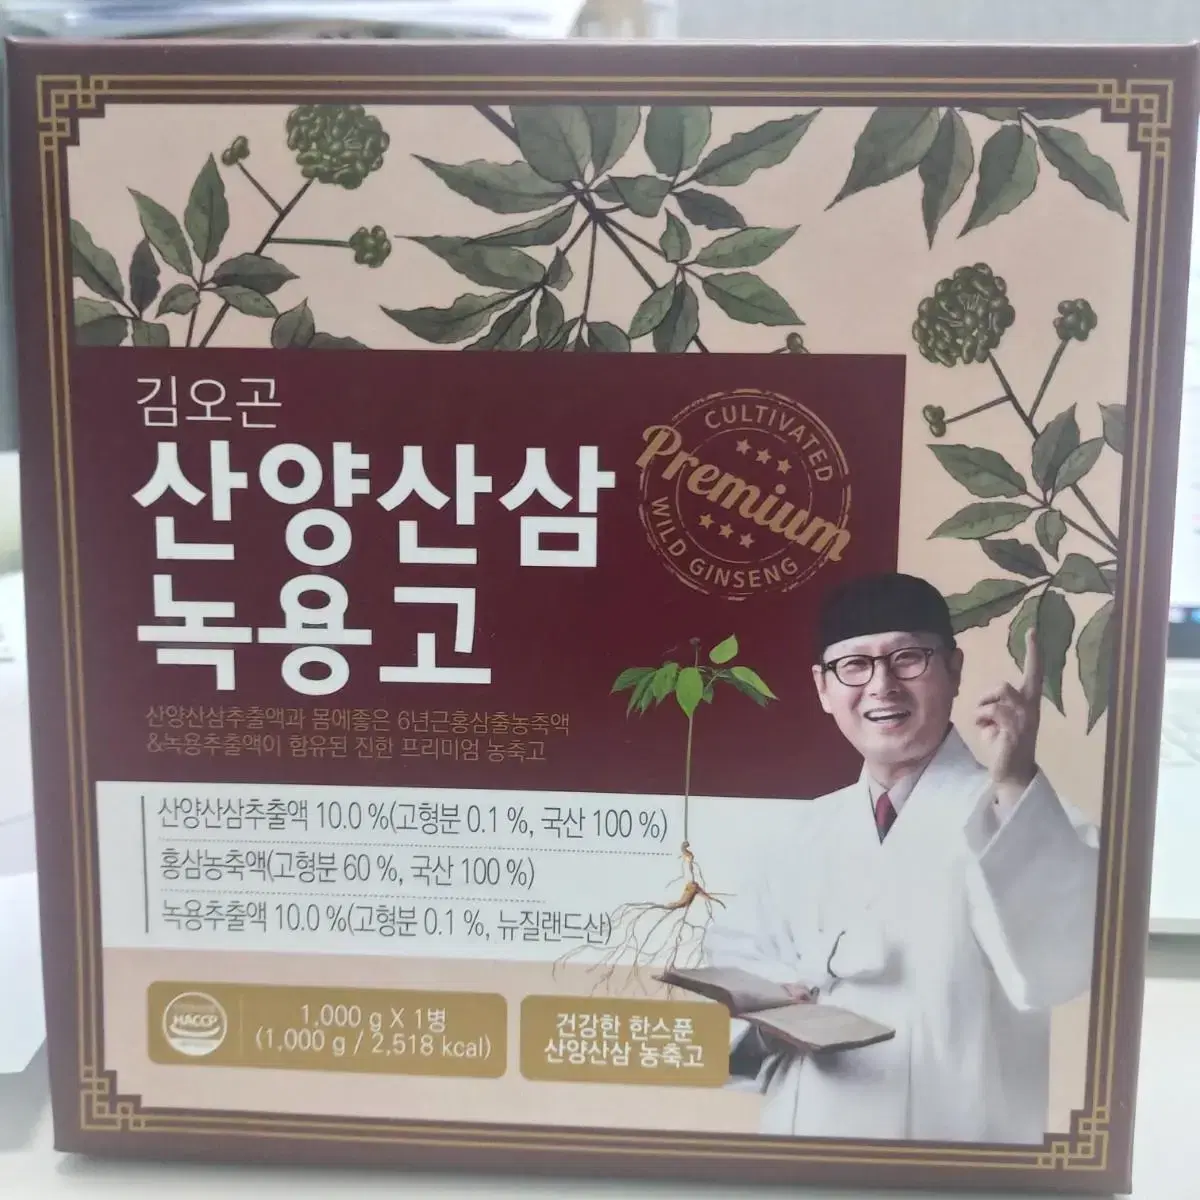 김오곤
산양산삼
녹용고
CULTIVATED
Premium
WILD GINSENG
산양산삼추출액과 몸에좋은 6년근홍삼출농축액
&녹용추출액이 함유된 진한 프리미엄 농축고
산양산삼추출액 10.0 %(고형분 0.1 %, 국산 100 %)
홍삼농축액(고형분 60 %, 국산 100 %)
녹용추출액 10.0 %(고형분 0.1 %, 뉴질랜드산)
HACCP
1,000 g X 1병
(1,000 g / 2,518 kcal)
건강한 한스푼
산양산삼 농축고